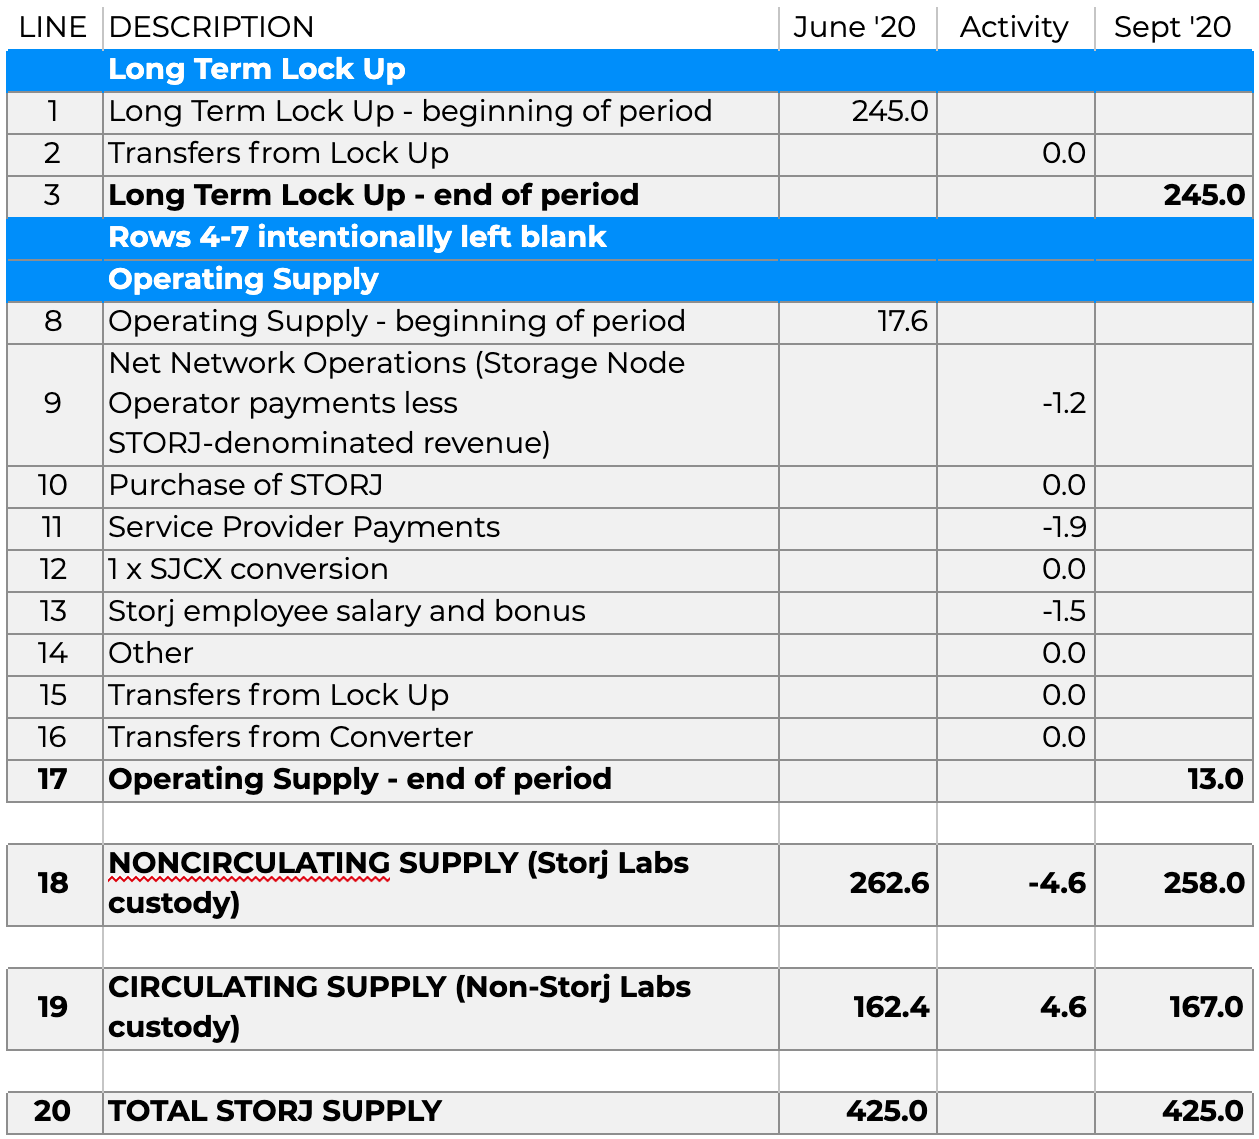 LINE DESCRIPTION June '20 Activity Sept '20
Long Term Lock Up
1 Long Term Lock Up - beginning of period 245.0
2 Transfers from Lock Up 0.0
3 Long Term Lock Up - end of period 245.0
Rows 4-7 intentionally left blank
Operating Supply
8 Operating Supply - beginning of period 17.6
Net Network Operations (Storage Node
9 Operator payments less -1.2
STORJ-denominated revenue)
10 Purchase of STORJ 0.0
11 Service Provider Payments -1.9
12 1 x SJCX conversion 0.0
13 Storj employee salary and bonus -1.5
14 Other 0.0
15 Transfers from Lock Up 0.0
16 Transfers from Converter 0.0
17 Operating Supply - end of period 13.0
18 NONCIRCULATING SUPPLY (Storj Labs
custody) 262.6 -4.6 258.0
19 CIRCULATING SUPPLY (Non-Storj Labs
custody) 162.4 4.6 167.0
20 TOTAL STORJ SUPPLY 425.0 425.0